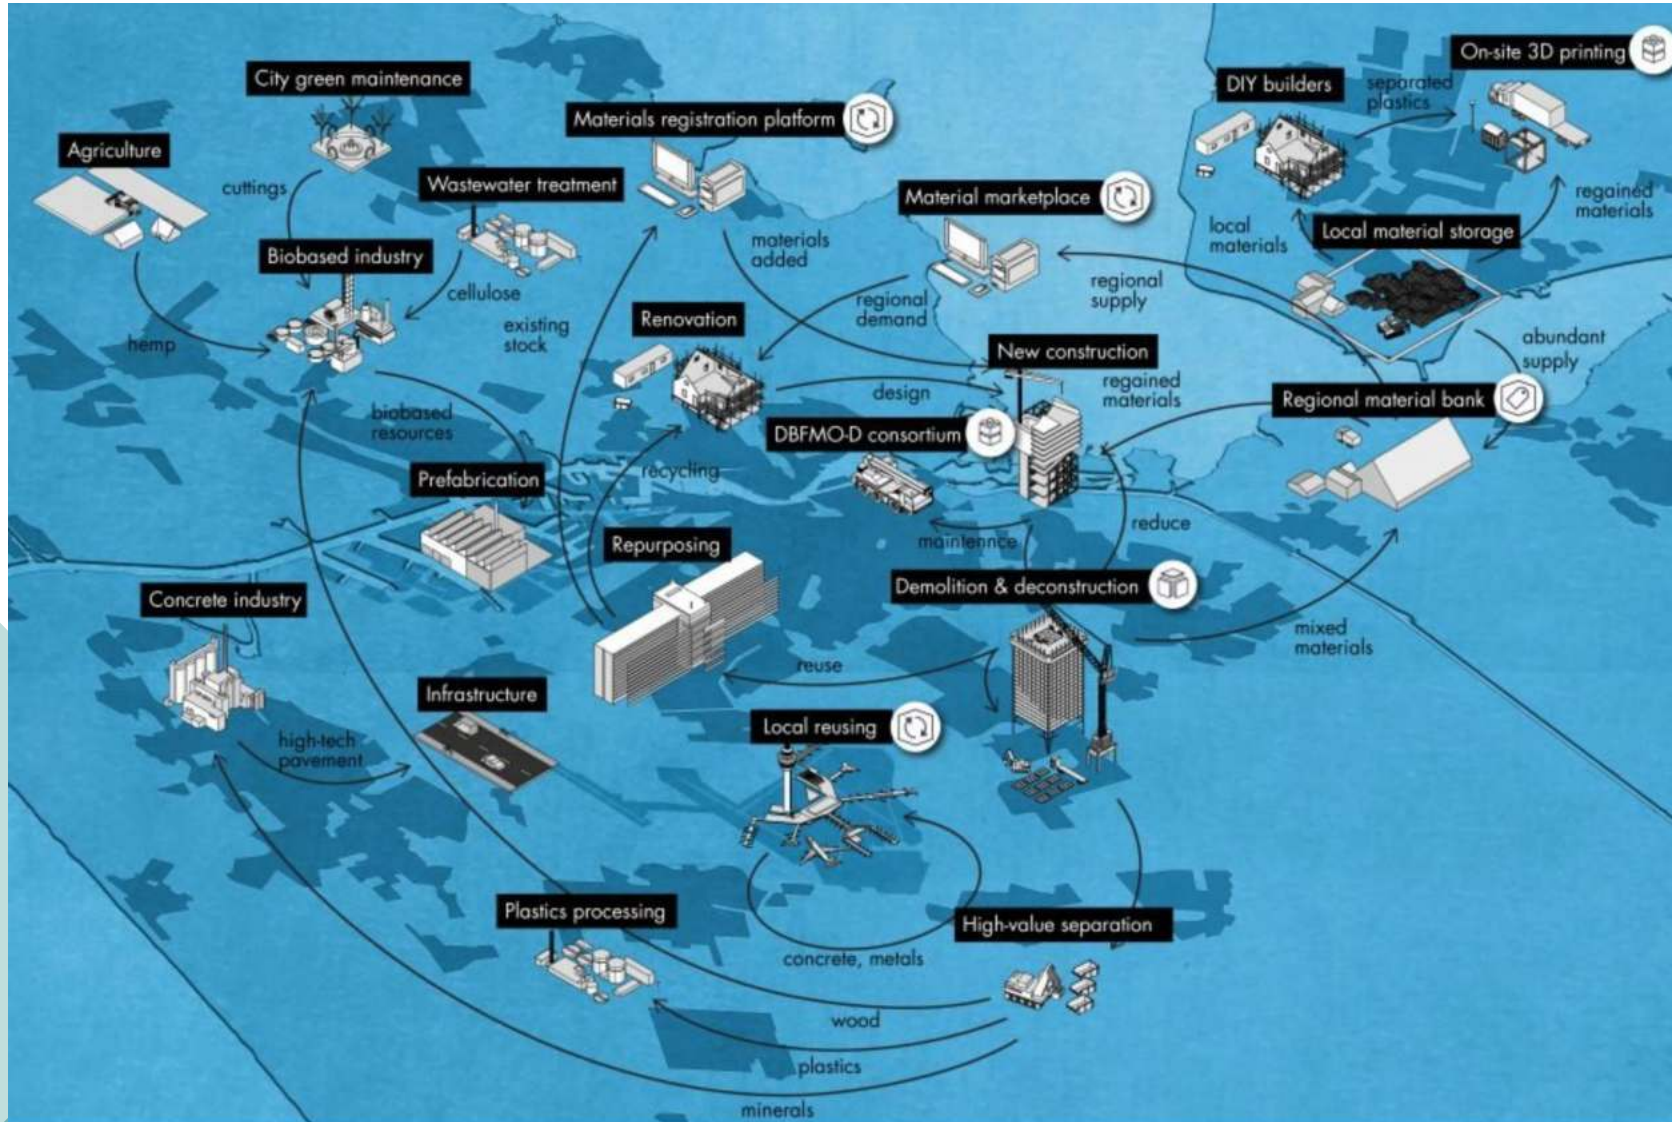 City green maintenance
On-site 3D printing
DIY builders
separated
plastics
Materials registration platform
Agriculture
cuttings
Wastewater treatment
Material marketplace
regained
materials
local
materials
Local material storage
materials
added
Biobased industry
cellulose
regional
supply
existing
stock
Renovation
regional
demand
hemp
New construction
abundant
supply
design
regained
materials
Regional material bank
biobased
resources
DBFMO-D consortium
recycling
Prefabrication
reduce
maintennce
Repurposing
Demolition & deconstruction
Concrete industry
mixed
materials
reuse
Infrastructure
Local reusing
high-tech
pavement
Plastics processing
High-value separation
concrete, metals
wood
plastics
minerals